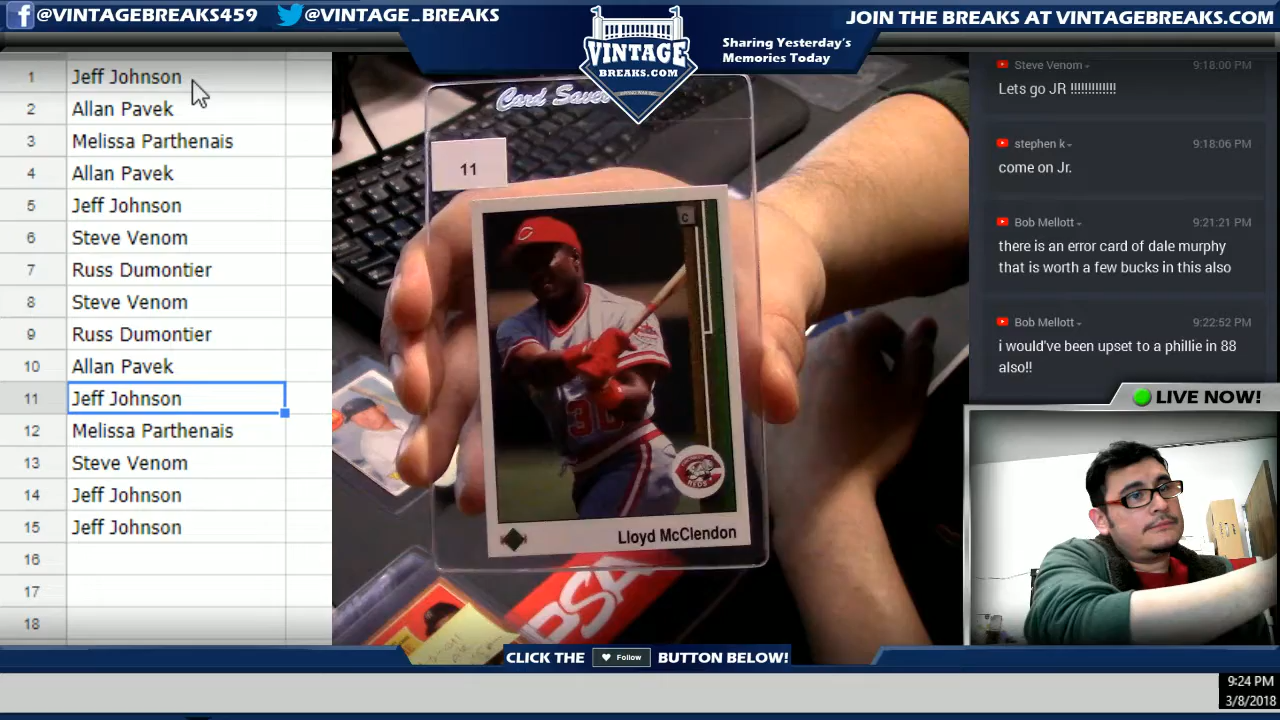 @VINTAGEBREAKS459 @VINTAGE_BREAKS
VINTAGE
BREAKS.COM
Sharing Yesterday's
Memories Today
JOIN THE BREAKS AT VINTAGEBREAKS.COM
1 Jeff Johnson
2 Allan Pavek
3 Melissa Parthenais
4 Allan Pavek
5 Jeff Johnson
6 Steve Venom
7 Russ Dumontier
8 Steve Venom
9 Russ Dumontier
10 Allan Pavek
11 Jeff Johnson
12 Melissa Parthenais
13 Steve Venom
14 Jeff Johnson
15 Jeff Johnson
16
17
18
Card Saver
11
C
30
REDS
Lloyd McClendon
Steve Venom 9:18:00 PM
Lets go JR !!!!!!!!!!!!
stephen k 9:18:06 PM
come on Jr.
Bob Mellott 9:21:21 PM
there is an error card of dale murphy
that is worth a few bucks in this also
Bob Mellott 9:22:52 PM
i would've been upset to a phillie in 88
also!!
LIVE NOW!
CLICK THE Follow BUTTON BELOW!
9:24 PM
3/8/2018